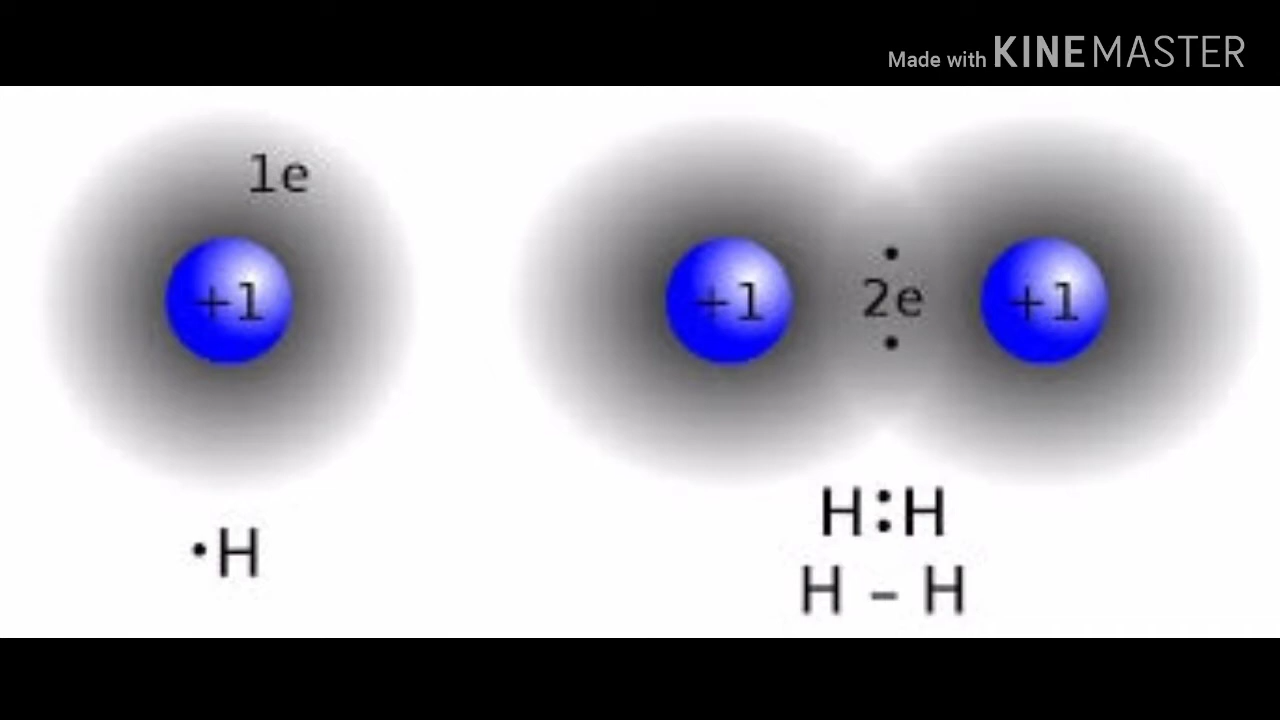 Made with KINEMASTER
1e
+1
•H
+1
2e
+1
H:H
H – H